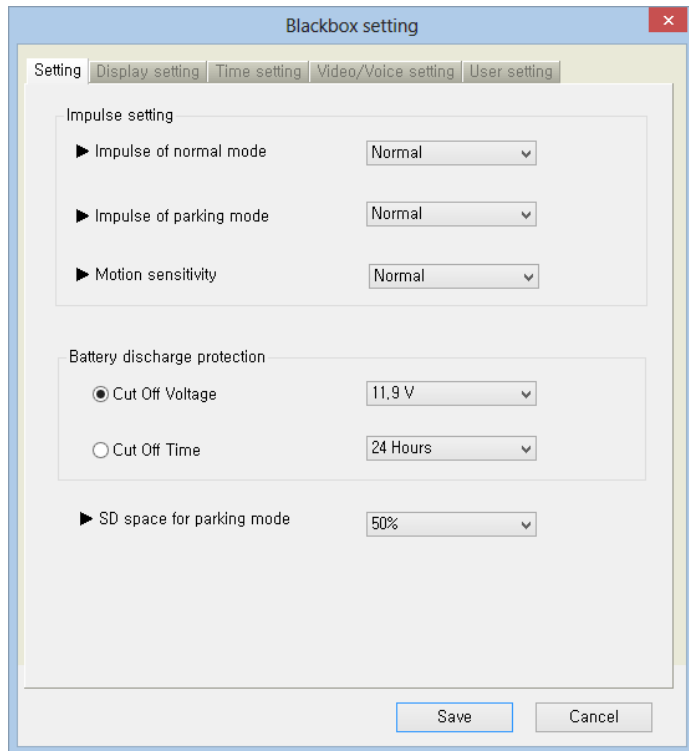 Blackbox setting
Setting Display setting Time setting Video/Voice setting User setting
Impulse setting
▶ Impulse of normal mode Normal
▶ Impulse of parking mode Normal
▶ Motion sensitivity Normal
Battery discharge protection
Cut Off Voltage 11,9 V
Cut Off Time 24 Hours
▶ SD space for parking mode 50%
Save Cancel